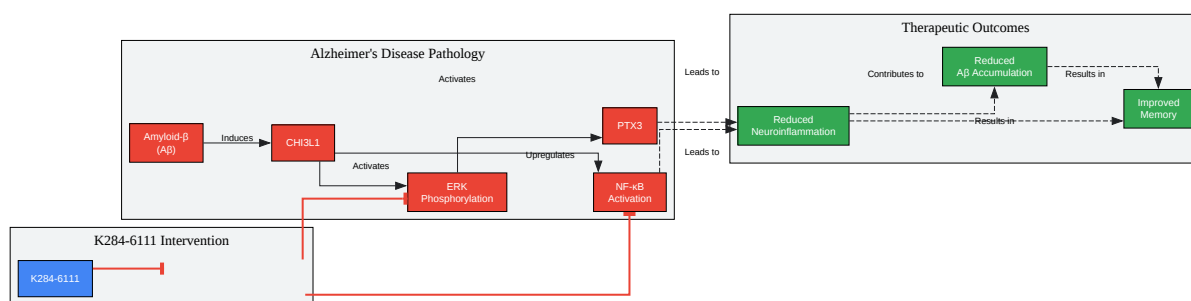 Therapeutic Outcomes
Alzheimer's Disease Pathology
Activates
Leads to
Contributes to
Reduced
Aβ Accumulation
Results in
Improved
Memory
Amyloid-β
(Aβ)
Induces
CHI3L1
PTX3
Reduced
Neuroinflammation
Results in
Activates
Upregulates
Leads to
ERK
Phosphorylation
NF-κB
Activation
K284-6111 Intervention
K284-6111